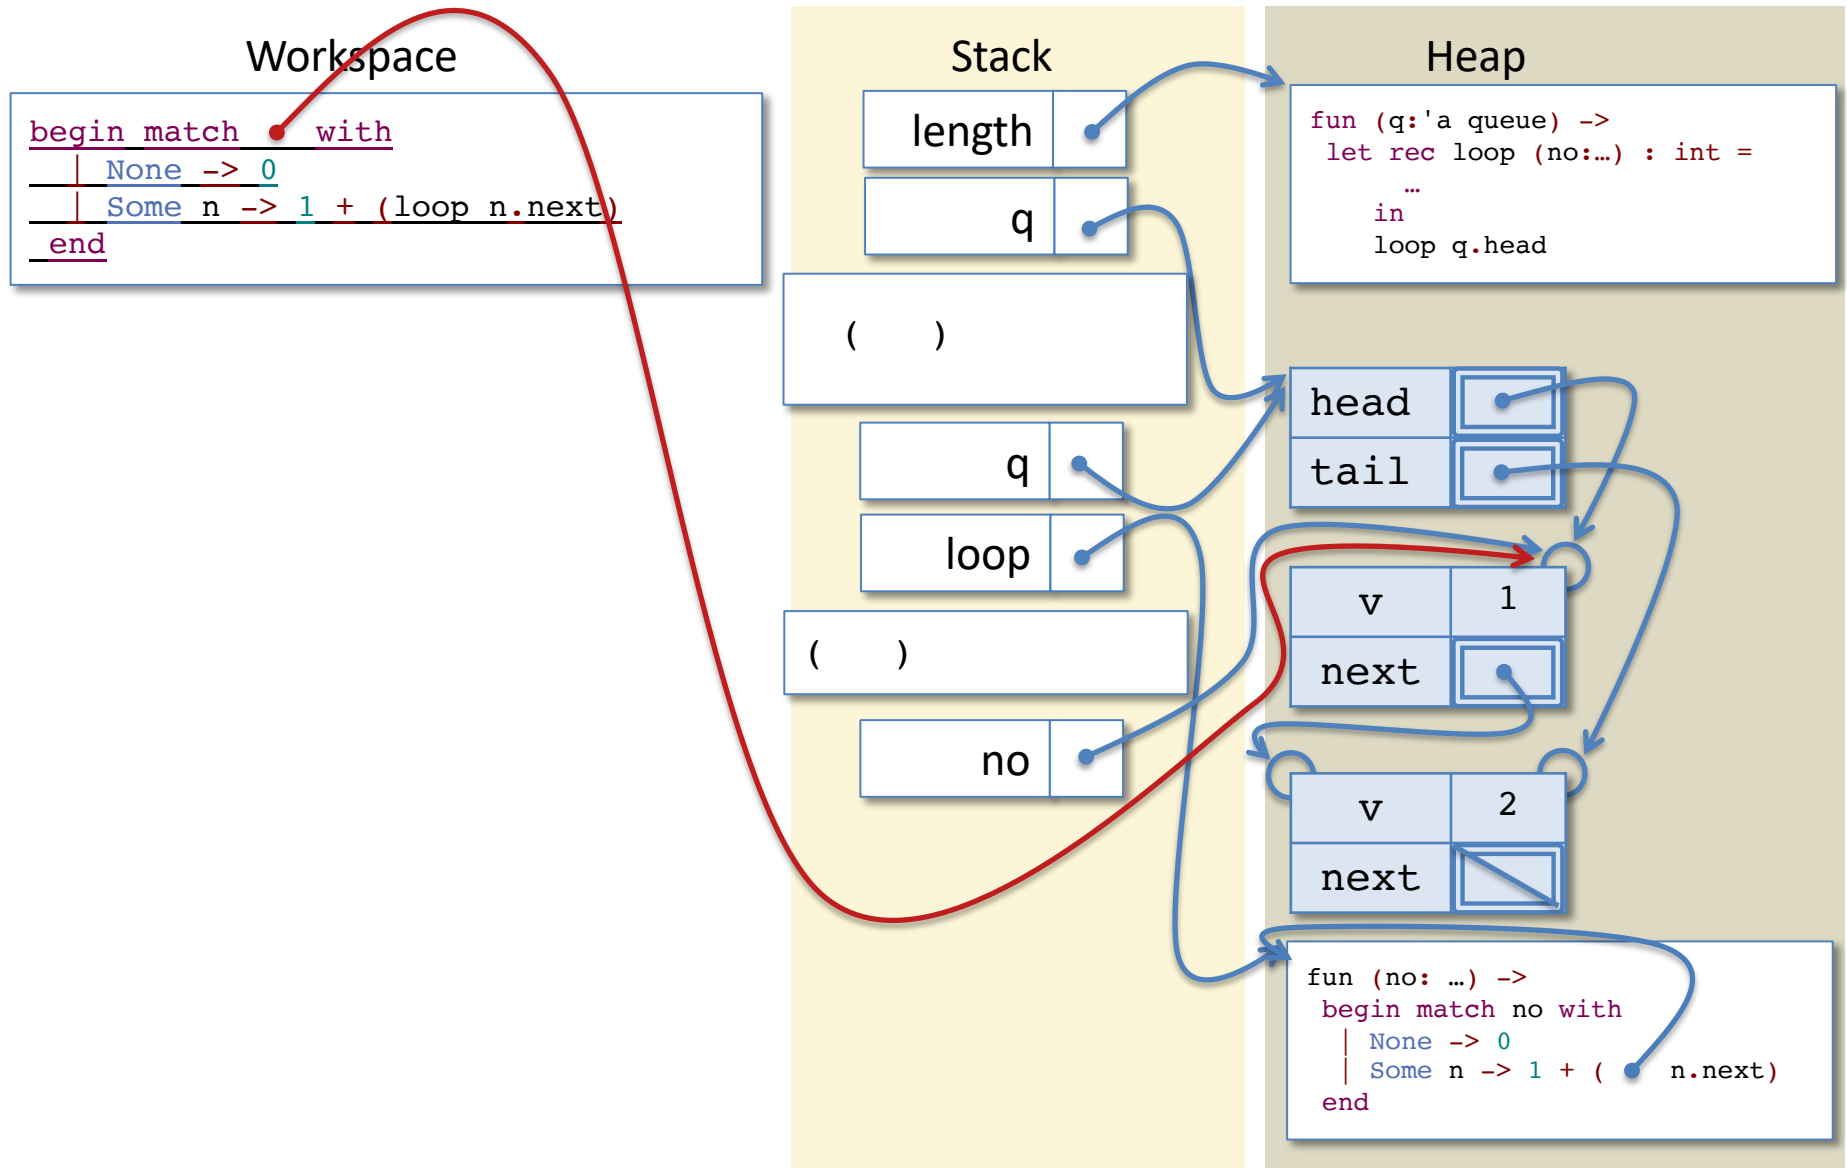 Workspace
begin match with
| None -> 0
| Some n -> 1 + (loop n.next)
end
Stack
length
q
( )
q
loop
( )
no
Heap
fun (q:'a queue) ->
let rec loop (no:…) : int =
…
in
loop q.head
head
tail
v 1
next
v 2
next
fun (no: …) ->
begin match no with
| None -> 0
| Some n -> 1 + ( n.next)
end